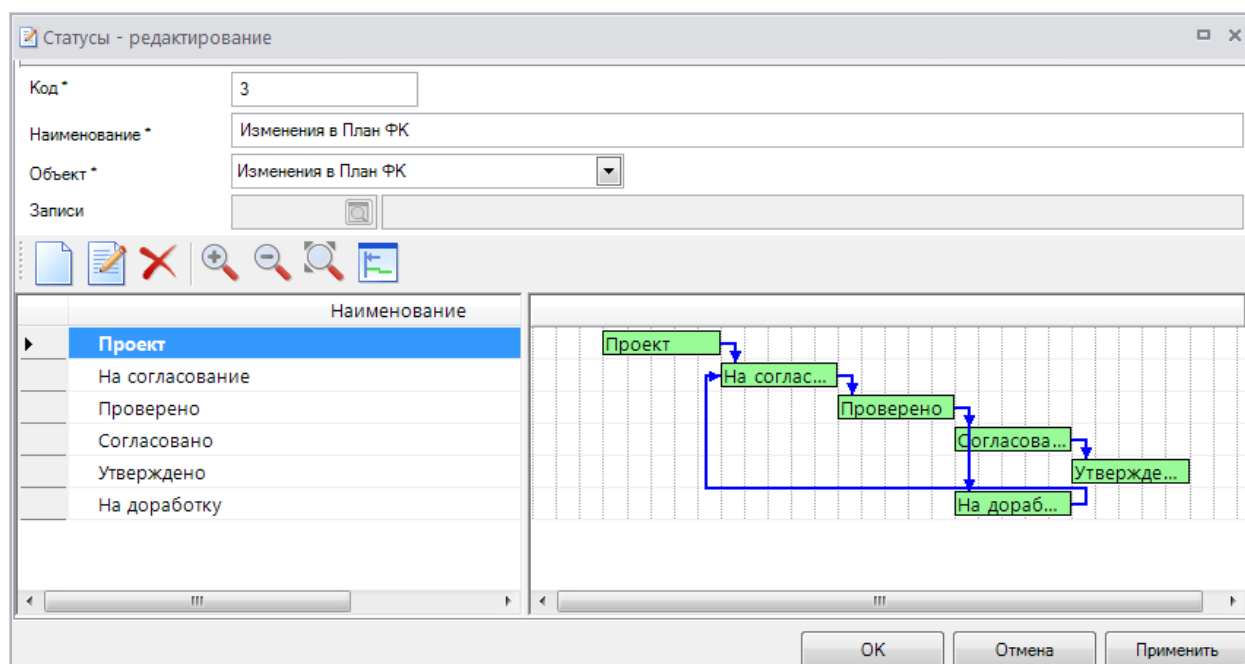 Статусы - редактирование
Код * 3
Наименование * Изменения в План ФК
Объект * Изменения в План ФК
Записи
Наименование
Проект
На согласование
Проверено
Согласовано
Утверждено
На доработку
Проект
На соглас...
Проверено
Согласова...
Утвержде...
На дораб...
OK Отмена Применить